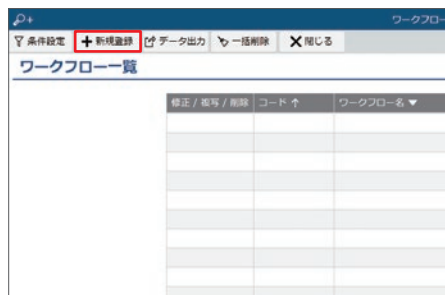 ワークフロー
条件設定 新規登録 データ出力 一括削除 閉じる
ワークフロー一覧
修正 / 複写 / 削除 コード ↑ ワークフロー名 ▼